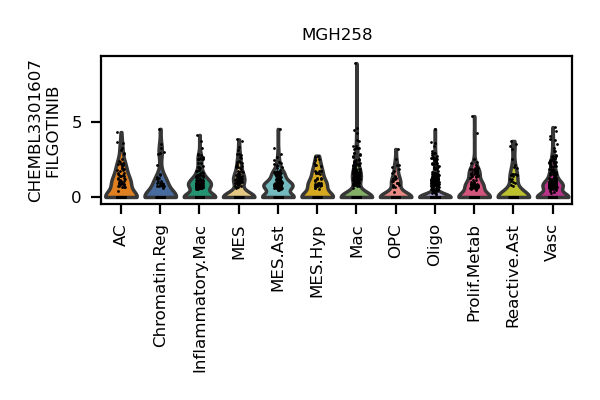 MGH258
CHEMBL3301607
FILGOTINIB
5
0
AC
Chromatin.Reg
Inflammatory.Mac
MES
MES.Ast
MES.Hyp
Mac
OPC
Oligo
Prolif.Metab
Reactive.Ast
Vasc